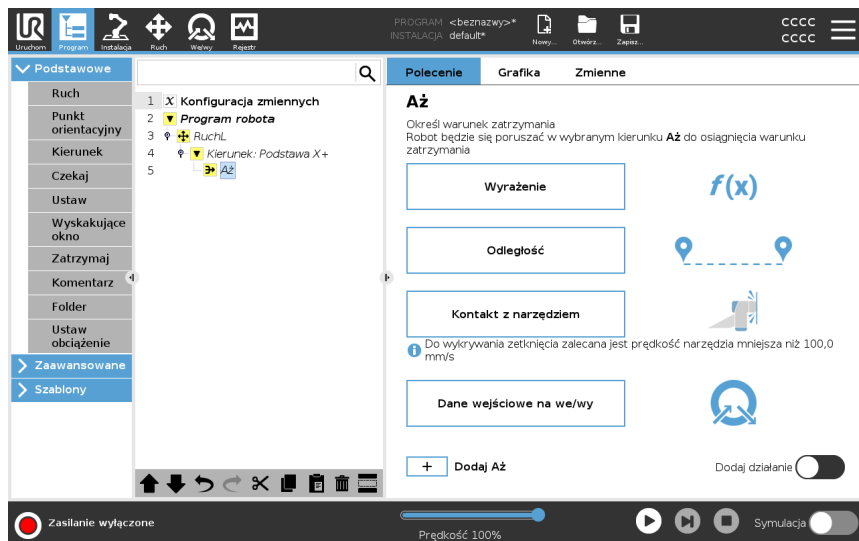 PROGRAM <beznazwy>*
INSTALACJA default*
CCCC
CCCC
UR
Uruchom
Program
Instalacja
Ruch
We/wy
Rejestr
Nowy...
Otwórz...
Zapisz...
Podstawowe
Ruch
Punkt
orientacyjny
Kierunek
Czekaj
Ustaw
Wyskakujące
okno
Zatrzymaj
Komentarz
Folder
Ustaw
obciążenie
Zaawansowane
Szablony
1 X Konfiguracja zmiennych
2 Program robota
3 RuchL
4 Kierunek: Podstawa X+
5 Aż
Polecenie
Grafika
Zmienne
Aż
Określ warunek zatrzymania
Robot będzie się poruszać w wybranym kierunku Aż do osiągnięcia warunku
zatrzymania
Wyrażenie
f(x)
Odległość
Kontakt z narzędziem
Do wykrywania zetknięcia zalecana jest prędkość narzędzia mniejsza niż 100,0
mm/s
Dane wejściowe na we/wy
+ Dodaj Aż
Dodaj działanie
Zasilanie wyłączone
Prędkość 100%
Symulacja